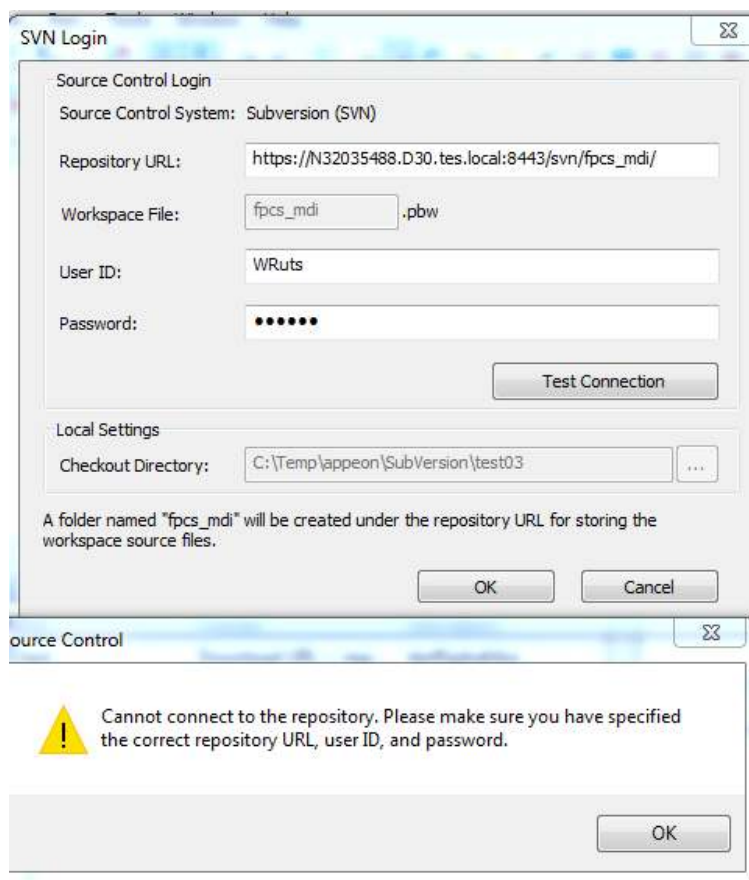 SVN Login
Source Control Login
Source Control System: Subversion (SVN)
Repository URL: https://N32035488.D30.tes.local:8443/svn/fpcs_mdi/
Workspace File: fpcs_mdi .pbw
User ID: WRuts
Password: ••••••
Test Connection
Local Settings
Checkout Directory: C:\Temp\appeon\SubVersion\test03 ...
A folder named "fpcs_mdi" will be created under the repository URL for storing the
workspace source files.
OK Cancel
ource Control
Cannot connect to the repository. Please make sure you have specified
the correct repository URL, user ID, and password.
OK